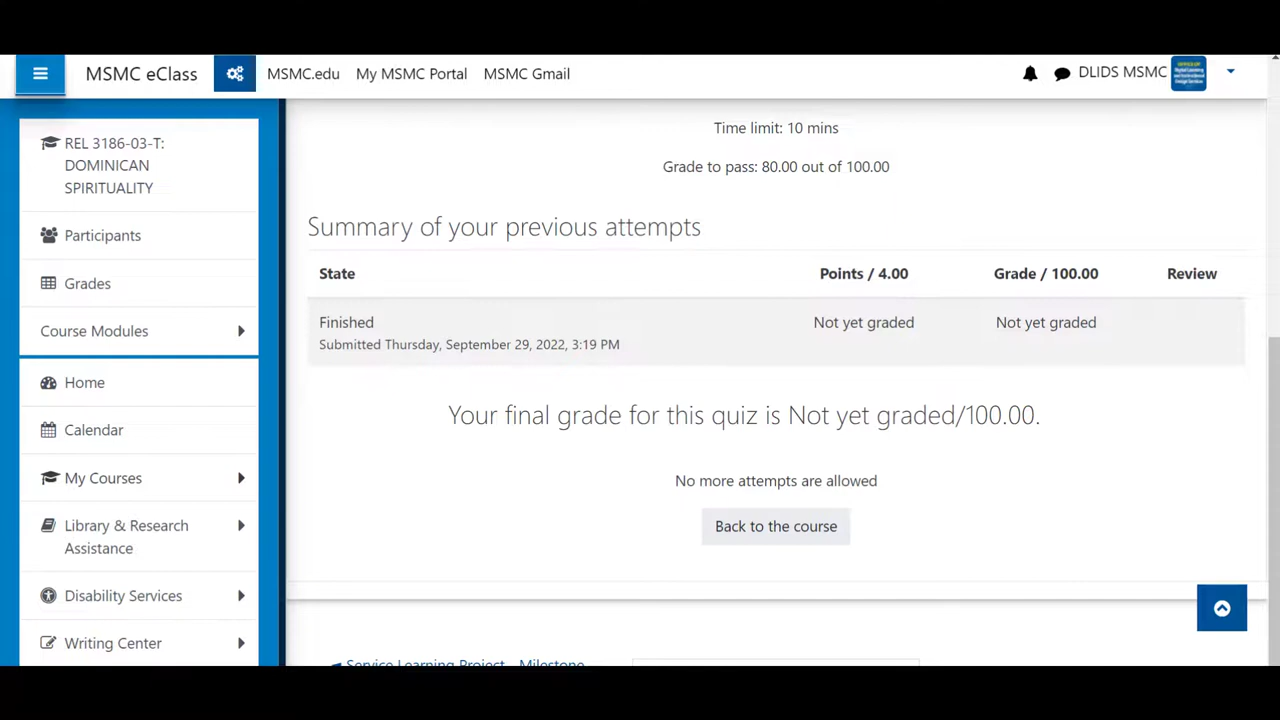 MSMC eClass
MSMC.edu
My MSMC Portal
MSMC Gmail
DLIDS MSMC
REL 3186-03-T:
DOMINICAN
SPIRITUALITY
Participants
Grades
Course Modules
Home
Calendar
My Courses
Library & Research
Assistance
Disability Services
Writing Center
Time limit: 10 mins
Grade to pass: 80.00 out of 100.00
Summary of your previous attempts
State
Points / 4.00
Grade / 100.00
Review
Finished
Submitted Thursday, September 29, 2022, 3:19 PM
Not yet graded
Not yet graded
Your final grade for this quiz is Not yet graded/100.00.
No more attempts are allowed
Back to the course
Service Learning Project - Milestone